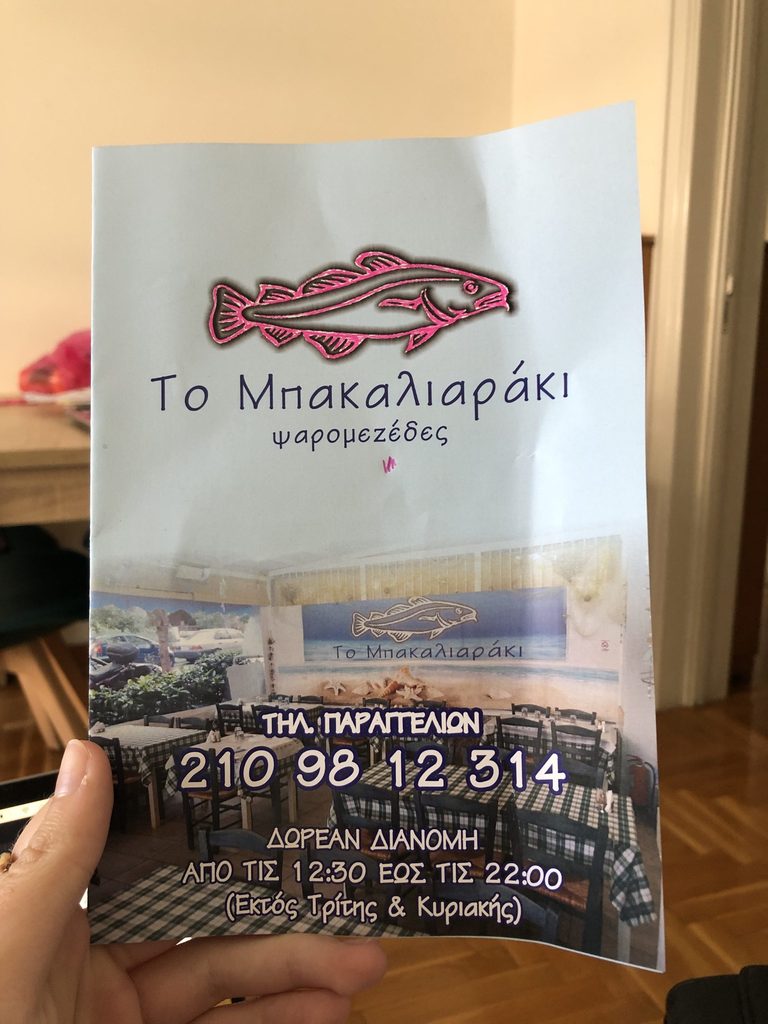 Το Μπακαλιαράκι
ψαρομεζέδες
Το Μπακαλιαράκι
ΤΗΛ. ΠΑΡΑΓΓΕΛΙΩΝ
210 98 12 314
ΔΩΡΕΑΝ ΔΙΑΝΟΜΗ
ΑΠΟ ΤΙΣ 12:30 ΕΩΣ ΤΙΣ 22:00
(Εκτός Τρίτης & Κυριακής)